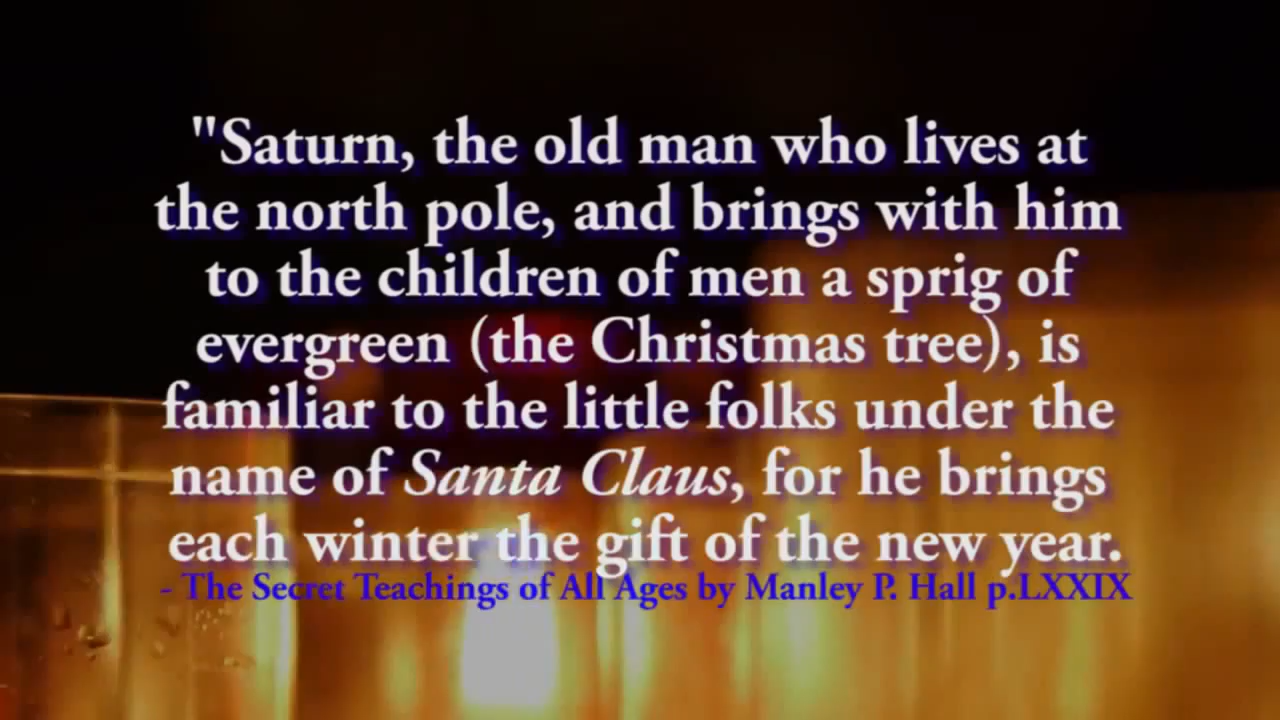 "Saturn, the old man who lives at
the north pole, and brings with him
to the children of men a sprig of
evergreen (the Christmas tree), is
familiar to the little folks under the
name of Santa Claus, for he brings
each winter the gift of the new year.
- The Secret Teachings of All Ages by Manley P. Hall p.LXXIX